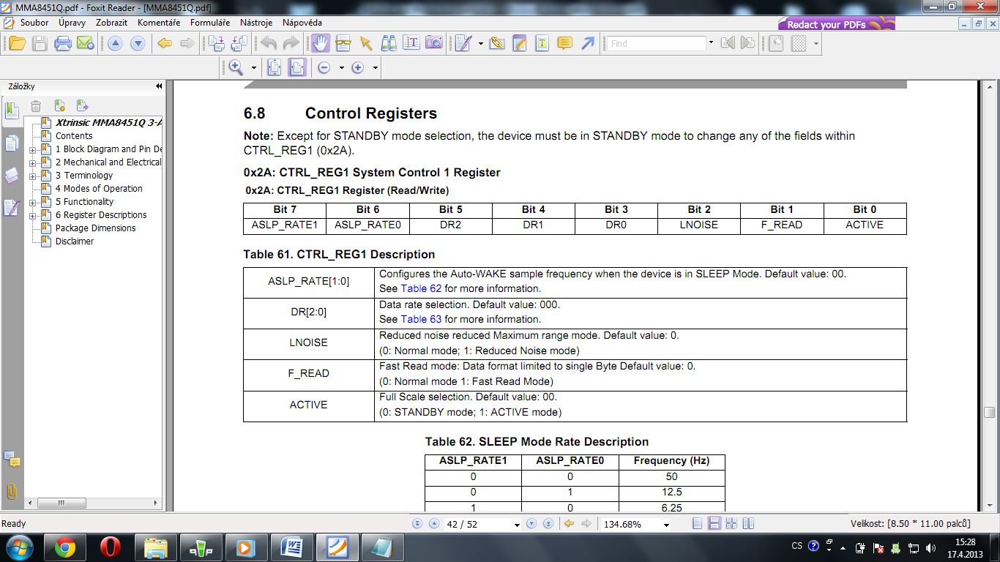 MMA8451Q.pdf - Foxit Reader - [MMA8451Q.pdf]
Soubor Úpravy Zobrazit Komentáře Formuláře Nástroje Nápověda
Redact your PDFs
Find
Záložky
Xtrinsic MMA8451Q 3-A
Contents
1 Block Diagram and Pin De
2 Mechanical and Electrical
3 Terminology
4 Modes of Operation
5 Functionality
6 Register Descriptions
Package Dimensions
Disclaimer
6.8 Control Registers
Note: Except for STANDBY mode selection, the device must be in STANDBY mode to change any of the fields within
CTRL_REG1 (0x2A).
0x2A: CTRL_REG1 System Control 1 Register
0x2A: CTRL_REG1 Register (Read/Write)
Bit 7 Bit 6 Bit 5 Bit 4 Bit 3 Bit 2 Bit 1 Bit 0
ASLP_RATE1 ASLP_RATE0 DR2 DR1 DR0 LNOISE F_READ ACTIVE
Table 61. CTRL_REG1 Description
ASLP_RATE[1:0]
Configures the Auto-WAKE sample frequency when the device is in SLEEP Mode. Default value: 00.
See Table 62 for more information.
DR[2:0]
Data rate selection. Default value: 000.
See Table 63 for more information.
LNOISE
Reduced noise reduced Maximum range mode. Default value: 0.
(0: Normal mode; 1: Reduced Noise mode)
F_READ
Fast Read mode: Data format limited to single Byte Default value: 0.
(0: Normal mode 1: Fast Read Mode)
ACTIVE
Full Scale selection. Default value: 00.
(0: STANDBY mode; 1: ACTIVE mode)
Table 62. SLEEP Mode Rate Description
ASLP_RATE1 ASLP_RATE0 Frequency (Hz)
0 0 50
0 1 12.5
1 0 6.25
Ready
42 / 52
134.68%
Velikost: [8.50 * 11.00 palců]
CS
15:28
17.4.2013